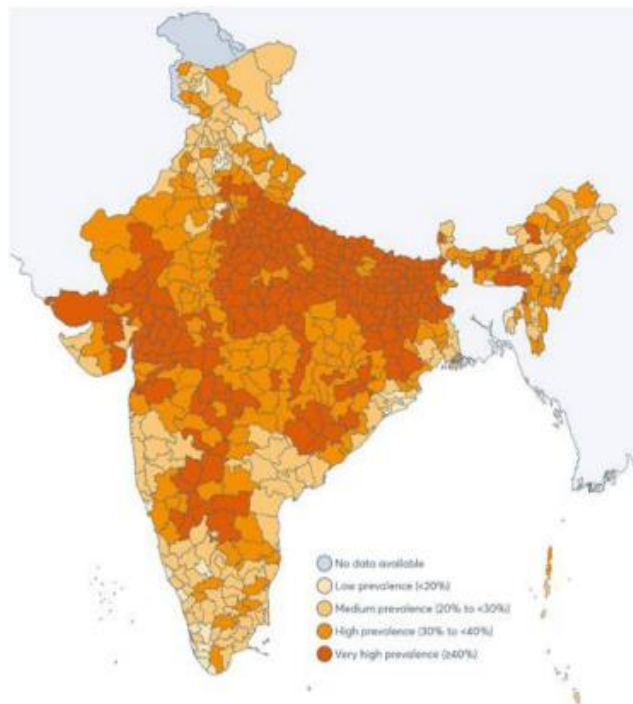 No data available
Low prevalence (<20%)
Medium prevalence (20% to <30%)
High prevalence (30% to <40%)
Very high prevalence (≥40%)